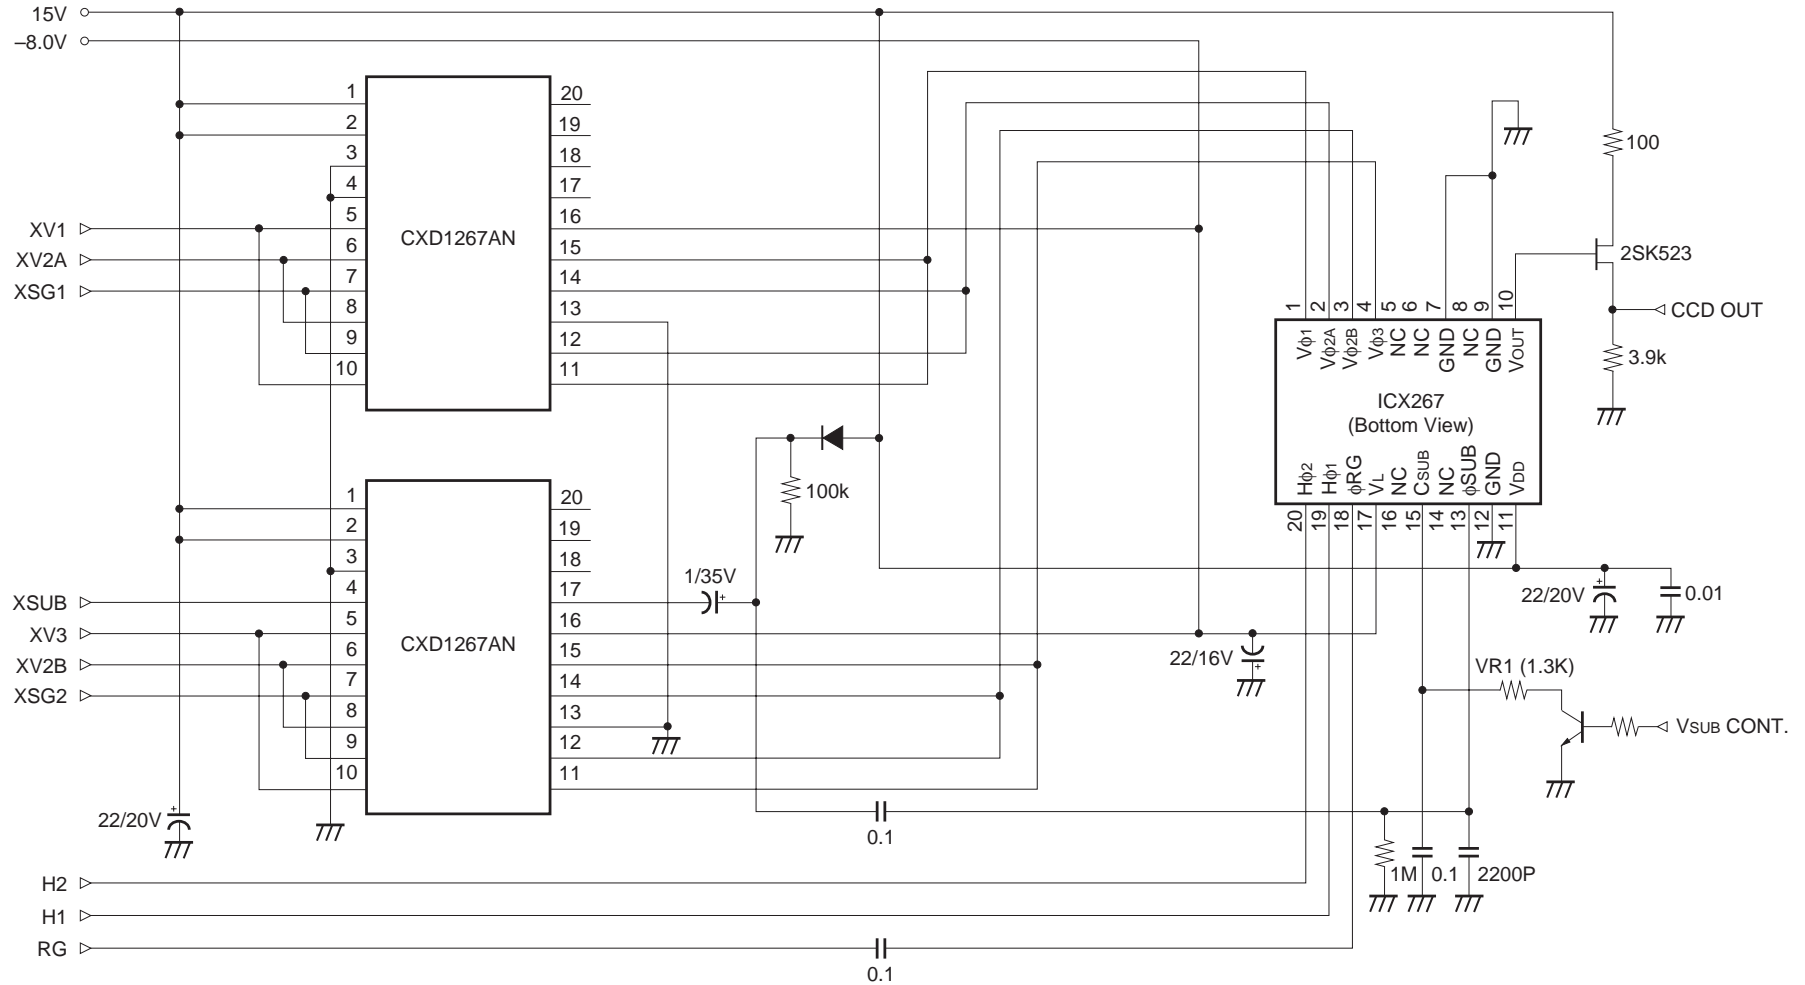 15V
–8.0V
XV1
XV2A
XSG1
XSUB
XV3
XV2B
XSG2
22/20V
H2
H1
RG
1
2
3
4
5
6
7
8
9
10
CXD1267AN
20
19
18
17
16
15
14
13
12
11
1
2
3
4
5
6
7
8
9
10
CXD1267AN
20
19
18
17
16
15
14
13
12
11
100k
1/35V
+
0.1
0.1
22/16V
+
1 2 3 4 5 6 7 8 9 10
Vϕ1 Vϕ2A Vϕ2B Vϕ3 NC NC GND NC GND VOUT
ICX267
(Bottom View)
Hϕ2 Hϕ1 ϕRG VL NC CSUB NC ϕSUB GND VDD
20 19 18 17 16 15 14 13 12 11
100
2SK523
CCD OUT
3.9k
22/20V
+
0.01
VR1 (1.3K)
VSUB CONT.
1M
0.1
2200P
+